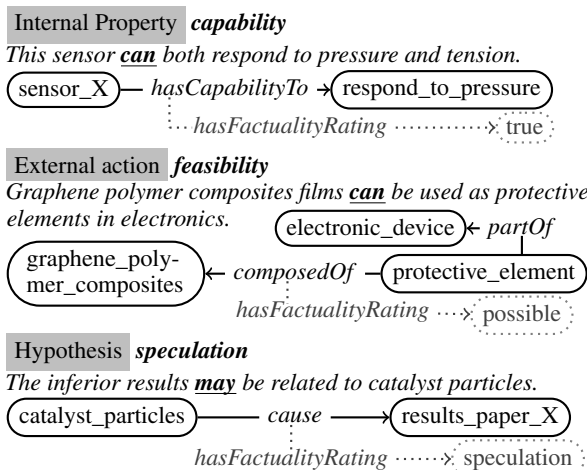 Internal Property capability
This sensor can both respond to pressure and tension.
sensor_X hasCapabilityTo respond_to_pressure
hasFactualityRating true
External action feasibility
Graphene polymer composites films can be used as protective
elements in electronics.
electronic_device partOf
graphene_poly-
mer_composites composedOf protective_element
hasFactualityRating possible
Hypothesis speculation
The inferior results may be related to catalyst particles.
catalyst_particles cause results_paper_X
hasFactualityRating speculation